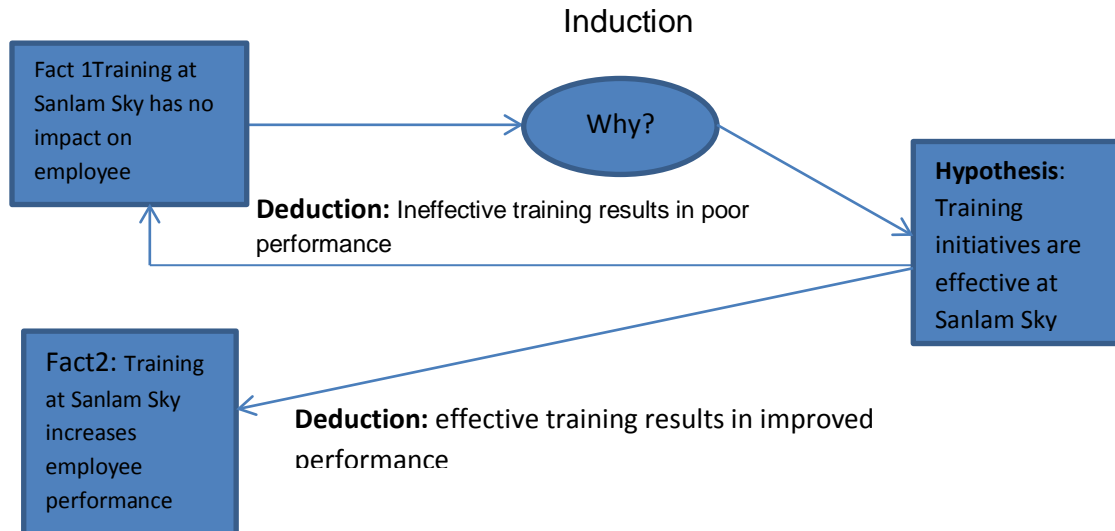 Induction
Fact 1Training at
Sanlam Sky has no
impact on
employee
Why?
Hypothesis:
Training
initiatives are
effective at
Sanlam Sky
Deduction: Ineffective training results in poor
performance
Fact2: Training
at Sanlam Sky
increases
employee
performance
Deduction: effective training results in improved
performance